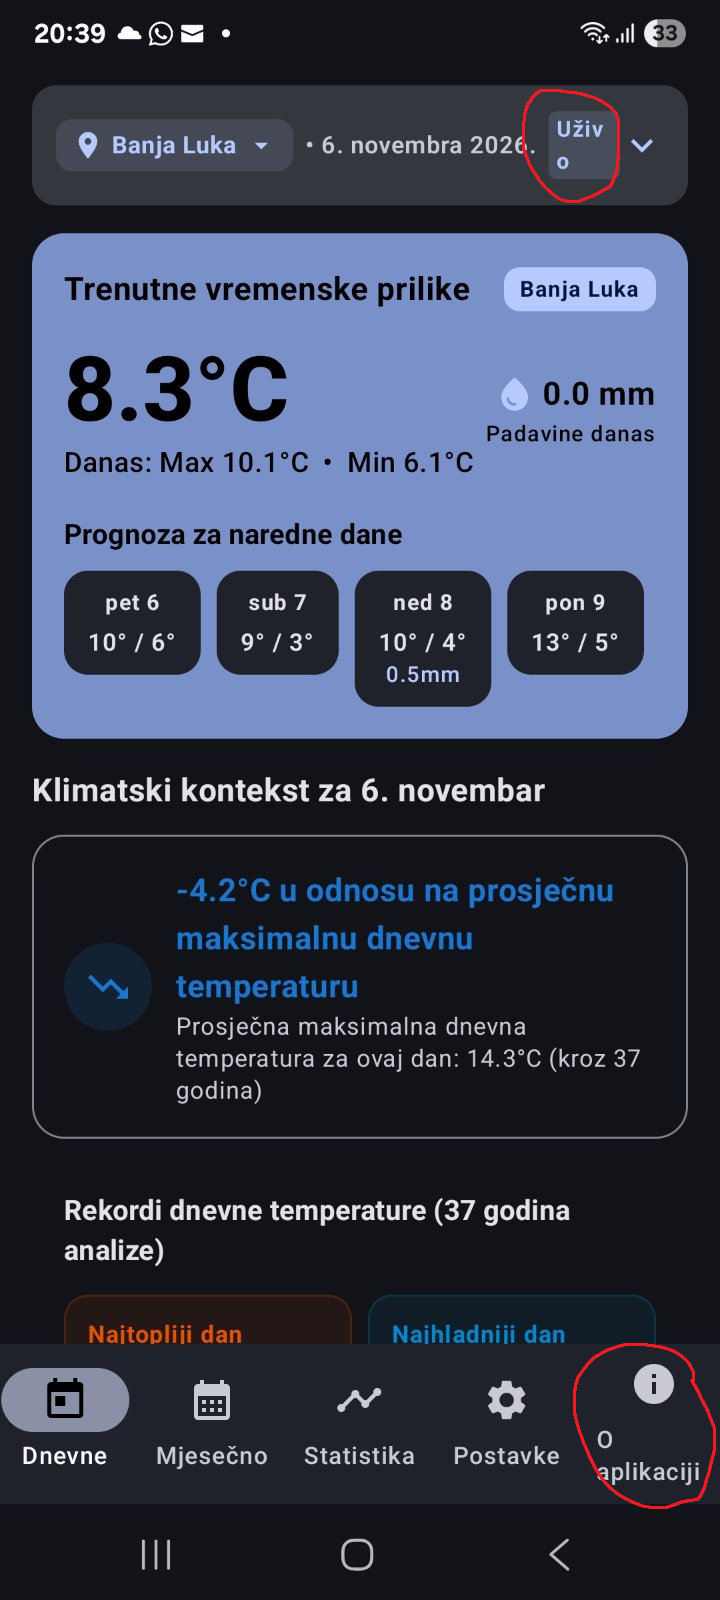 20:39
33
Banja Luka
• 6. novembra 2026.
Uživ
o
Trenutne vremenske prilike
Banja Luka
8.3°C
0.0 mm
Padavine danas
Danas: Max 10.1°C • Min 6.1°C
Prognoza za naredne dane
pet 6
10° / 6°
sub 7
9° / 3°
ned 8
10° / 4°
0.5mm
pon 9
13° / 5°
Klimatski kontekst za 6. novembar
-4.2°C u odnosu na prosječnu
maksimalnu dnevnu
temperaturu
Prosječna maksimalna dnevna
temperatura za ovaj dan: 14.3°C (kroz 37
godina)
Rekordi dnevne temperature (37 godina
analize)
Najtopliji dan
Najhladniji dan
Dnevne
Mjesečno
Statistika
Postavke
O
aplikaciji